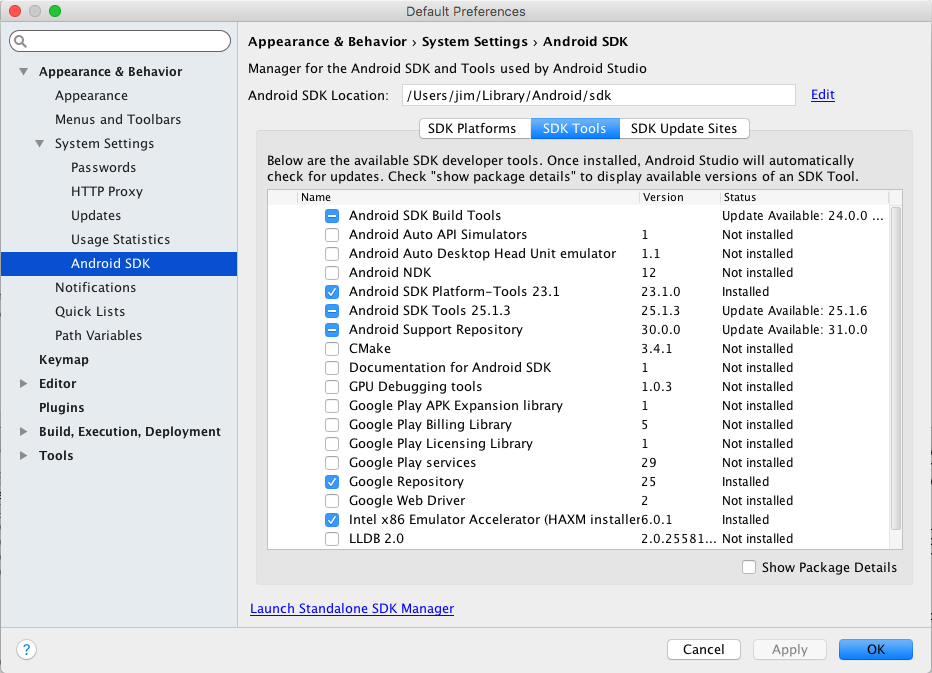 Default Preferences
Appearance & Behavior
Appearance
Menus and Toolbars
System Settings
Passwords
HTTP Proxy
Updates
Usage Statistics
Android SDK
Notifications
Quick Lists
Path Variables
Keymap
Editor
Plugins
Build, Execution, Deployment
Tools
Appearance & Behavior › System Settings › Android SDK
Manager for the Android SDK and Tools used by Android Studio
Android SDK Location: /Users/jim/Library/Android/sdk Edit
SDK Platforms SDK Tools SDK Update Sites
Below are the available SDK developer tools. Once installed, Android Studio will automatically
check for updates. Check "show package details" to display available versions of an SDK Tool.
Name Version Status
Android SDK Build Tools Update Available: 24.0.0 ...
Android Auto API Simulators 1 Not installed
Android Auto Desktop Head Unit emulator 1.1 Not installed
Android NDK 12 Not installed
Android SDK Platform-Tools 23.1 23.1.0 Installed
Android SDK Tools 25.1.3 25.1.3 Update Available: 25.1.6
Android Support Repository 30.0.0 Update Available: 31.0.0
CMake 3.4.1 Not installed
Documentation for Android SDK 1 Not installed
GPU Debugging tools 1.0.3 Not installed
Google Play APK Expansion library 1 Not installed
Google Play Billing Library 5 Not installed
Google Play Licensing Library 1 Not installed
Google Play services 29 Not installed
Google Repository 25 Installed
Google Web Driver 2 Not installed
Intel x86 Emulator Accelerator (HAXM installer 6.0.1 Installed
LLDB 2.0 2.0.25581... Not installed
Show Package Details
Launch Standalone SDK Manager
? Cancel Apply OK